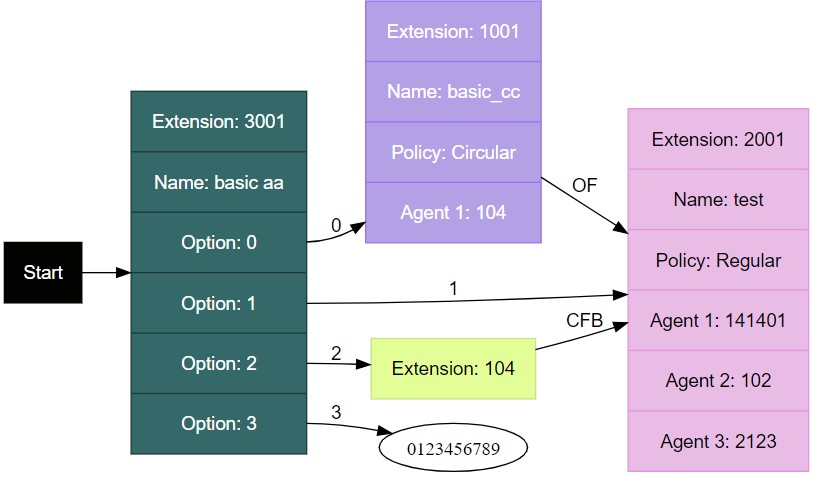 Start
Extension: 3001
Name: basic aa
Option: 0
Option: 1
Option: 2
Option: 3
0
1
2
3
Extension: 1001
Name: basic_cc
Policy: Circular
Agent 1: 104
OF
Extension: 104
CFB
0123456789
Extension: 2001
Name: test
Policy: Regular
Agent 1: 141401
Agent 2: 102
Agent 3: 2123